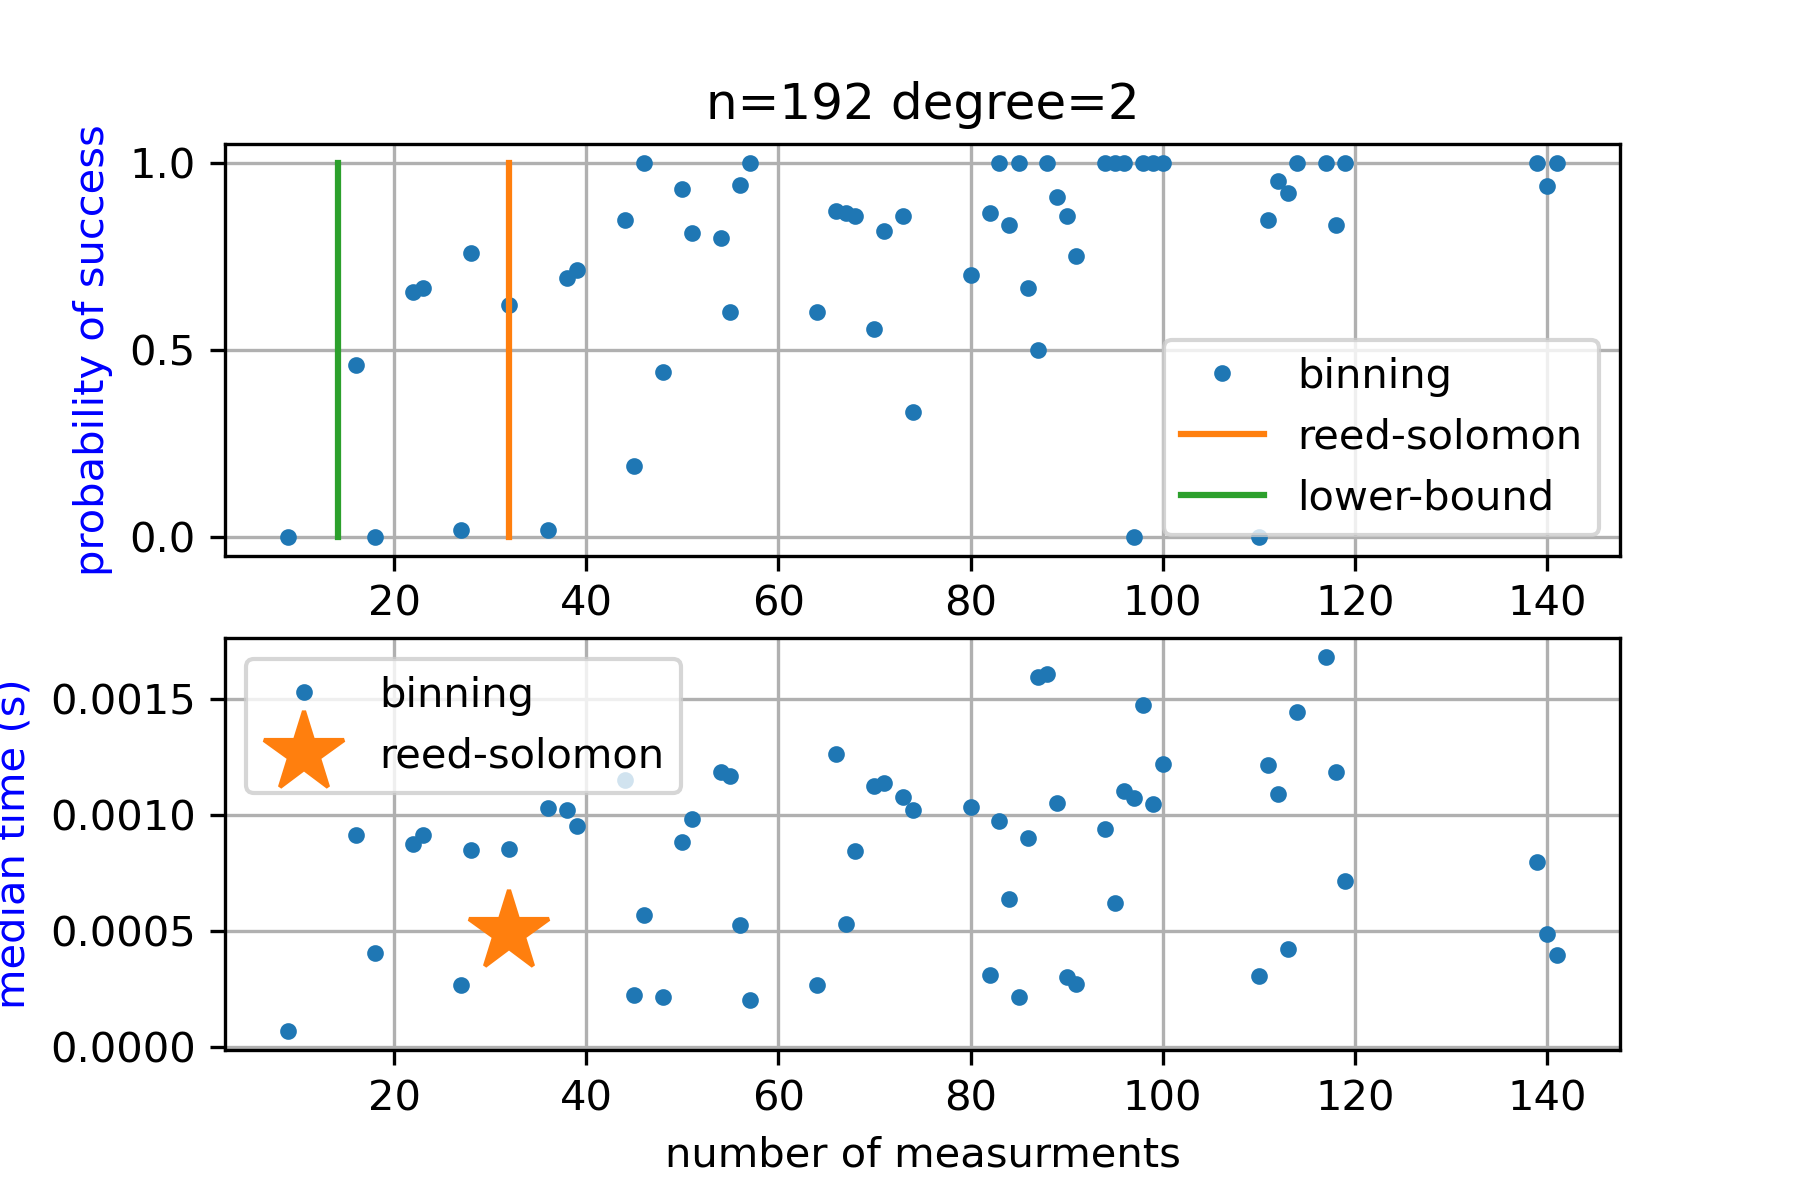 n=192 degree=2
probability of success
1.0
0.5
0.0
binning
reed-solomon
lower-bound
20 40 60 80 100 120 140
median time (s)
0.0015
0.0010
0.0005
0.0000
binning
reed-solomon
20 40 60 80 100 120 140
number of measurments